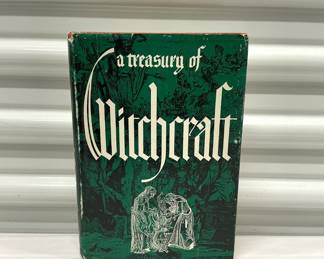 a treasury of
Witchcraft